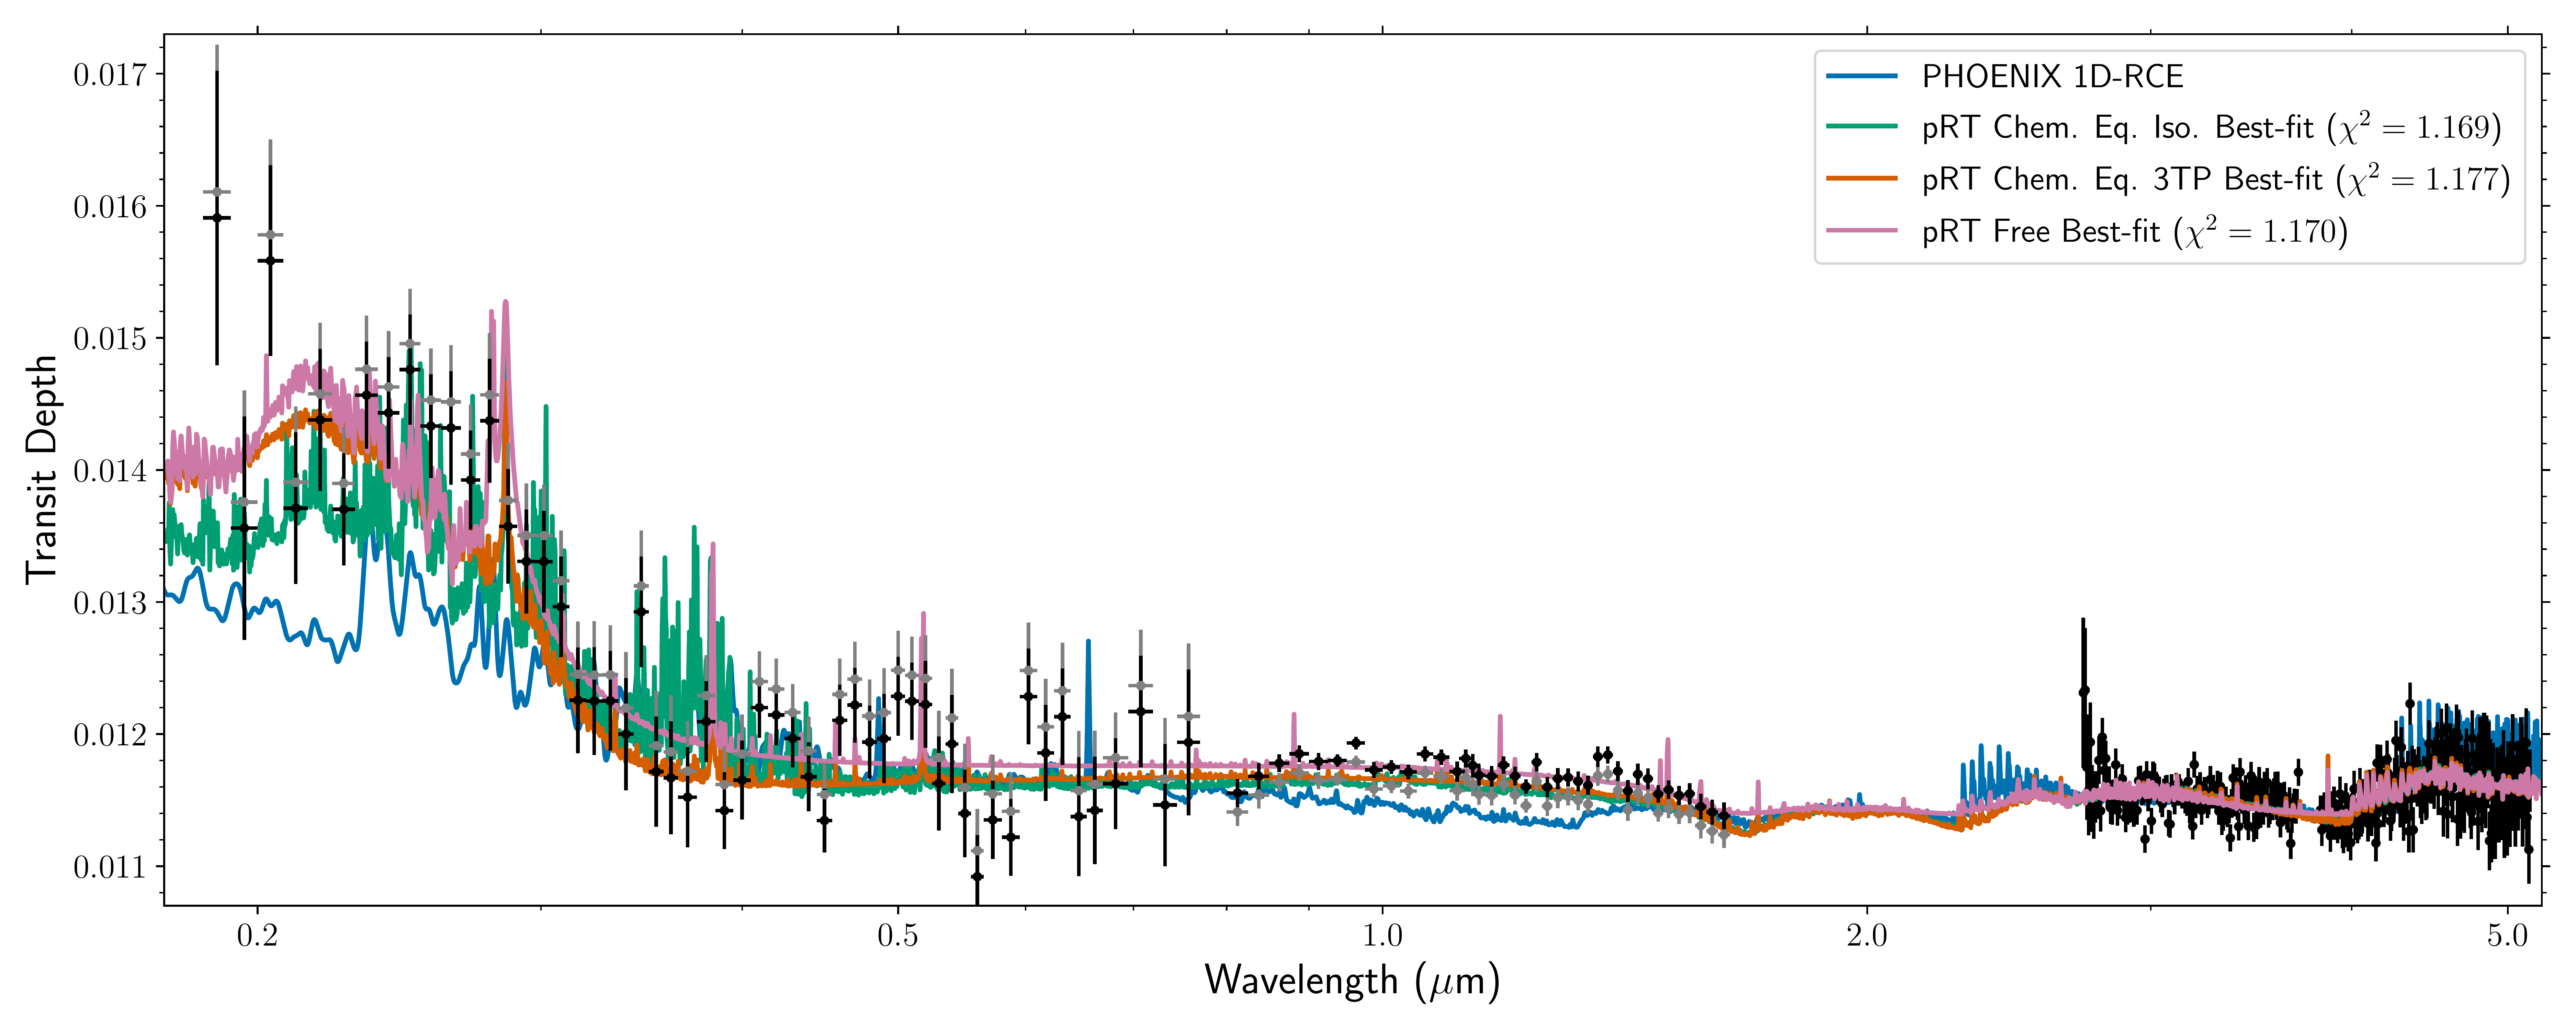 0.017
0.016
0.015
0.014
0.013
0.012
0.011
Transit Depth
PHOENIX 1D-RCE
pRT Chem. Eq. Iso. Best-fit (χ² = 1.169)
pRT Chem. Eq. 3TP Best-fit (χ² = 1.177)
pRT Free Best-fit (χ² = 1.170)
0.2 0.5 1.0 2.0 5.0
Wavelength (μm)